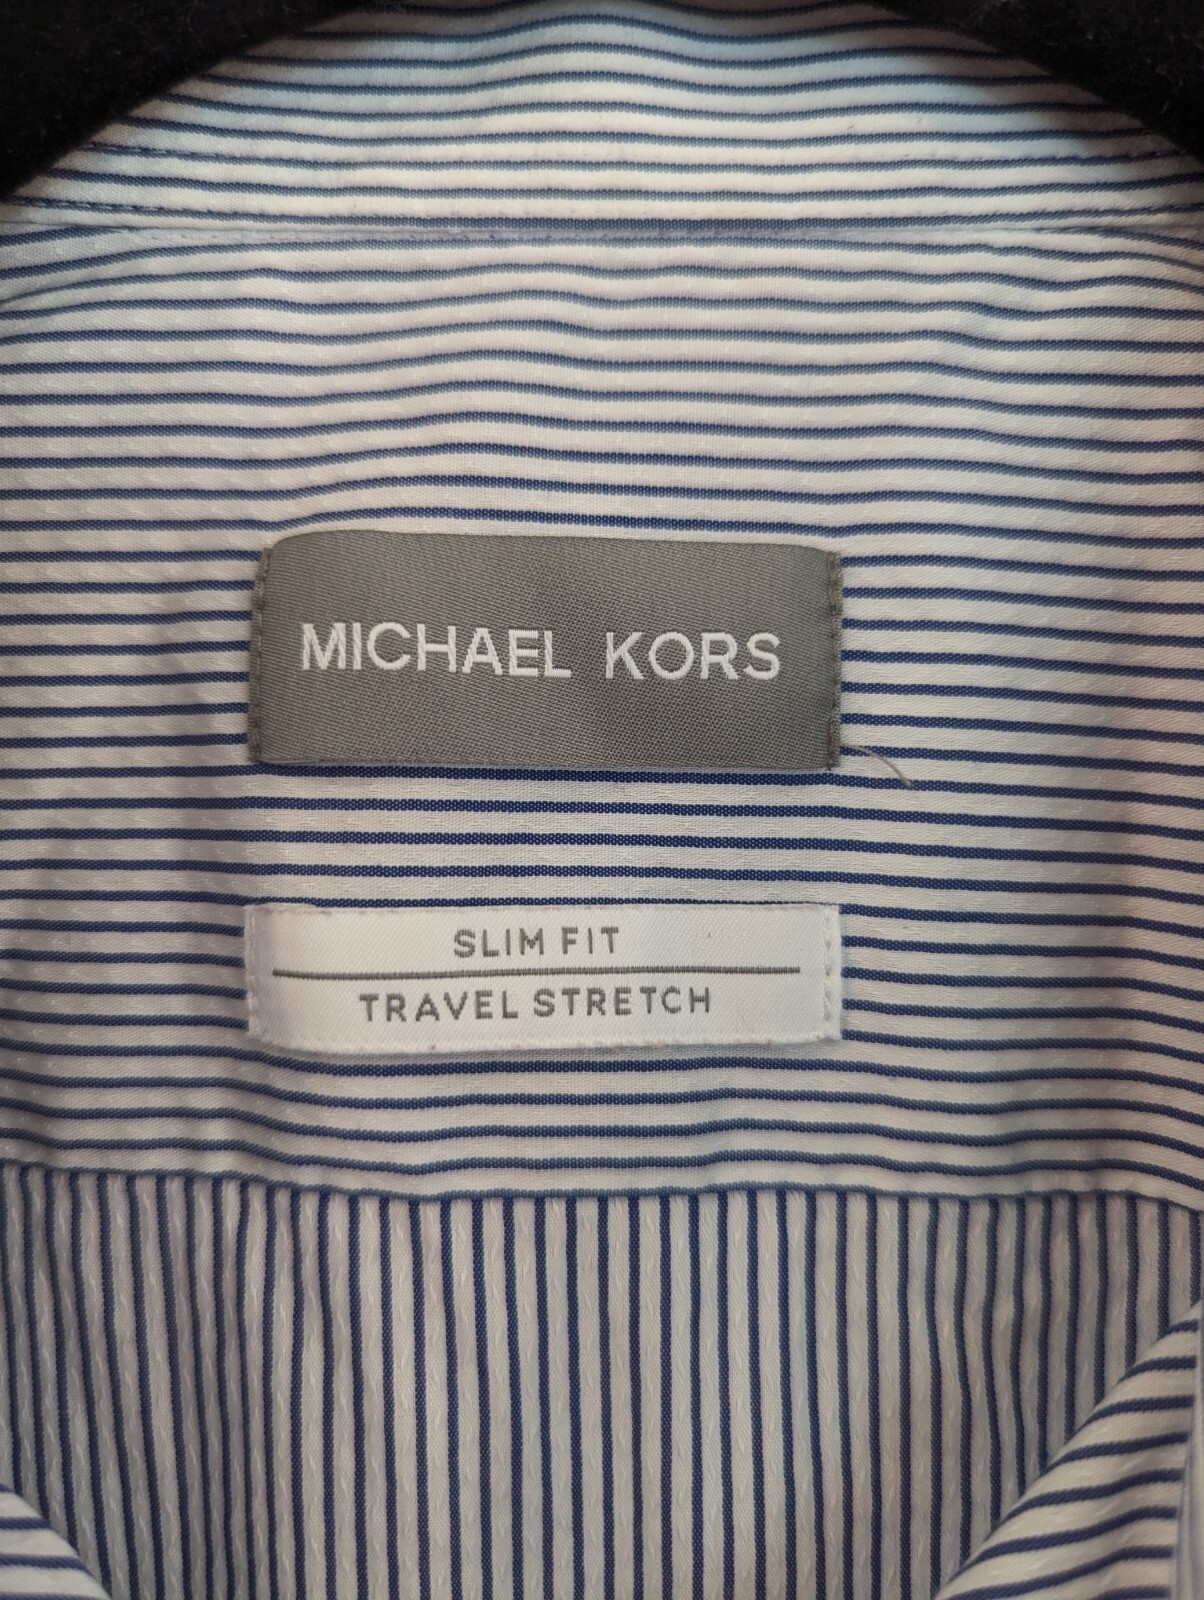 MICHAEL KORS
SLIM FIT
TRAVEL STRETCH